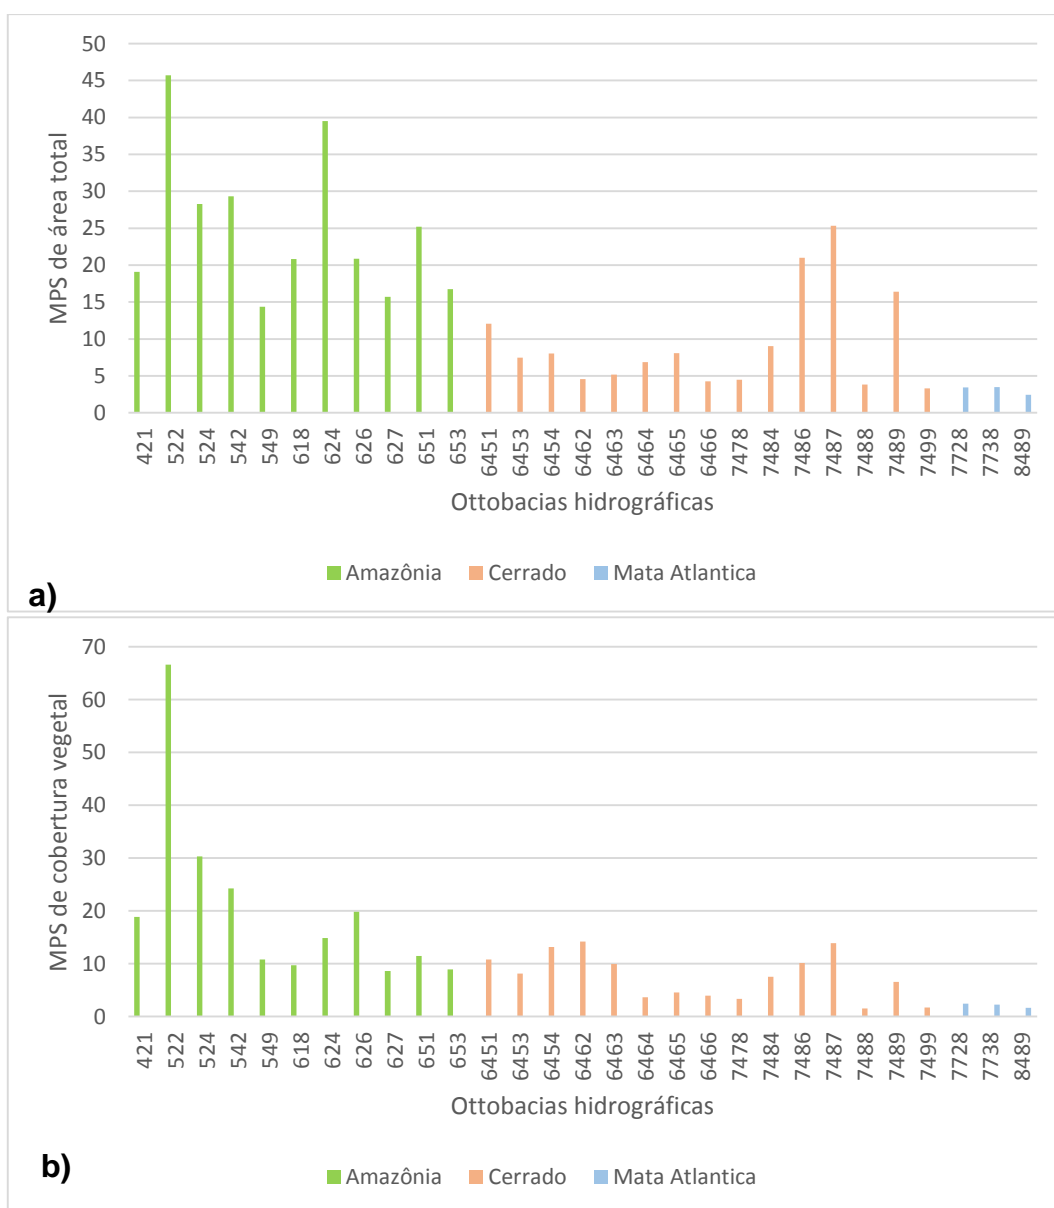 50
45
40
35
30
25
20
15
10
5
0
MPS de área total
421 522 524 542 549 618 624 626 627 651 653 6451 6453 6454 6462 6463 6464 6465 6466 7478 7484 7486 7487 7488 7489 7499 7728 7738 8489
Ottobacias hidrográficas
Amazônia Cerrado Mata Atlantica
a)
70
60
50
40
30
20
10
0
MPS de cobertura vegetal
421 522 524 542 549 618 624 626 627 651 653 6451 6453 6454 6462 6463 6464 6465 6466 7478 7484 7486 7487 7488 7489 7499 7728 7738 8489
Ottobacias hidrográficas
b)
Amazônia Cerrado Mata Atlantica